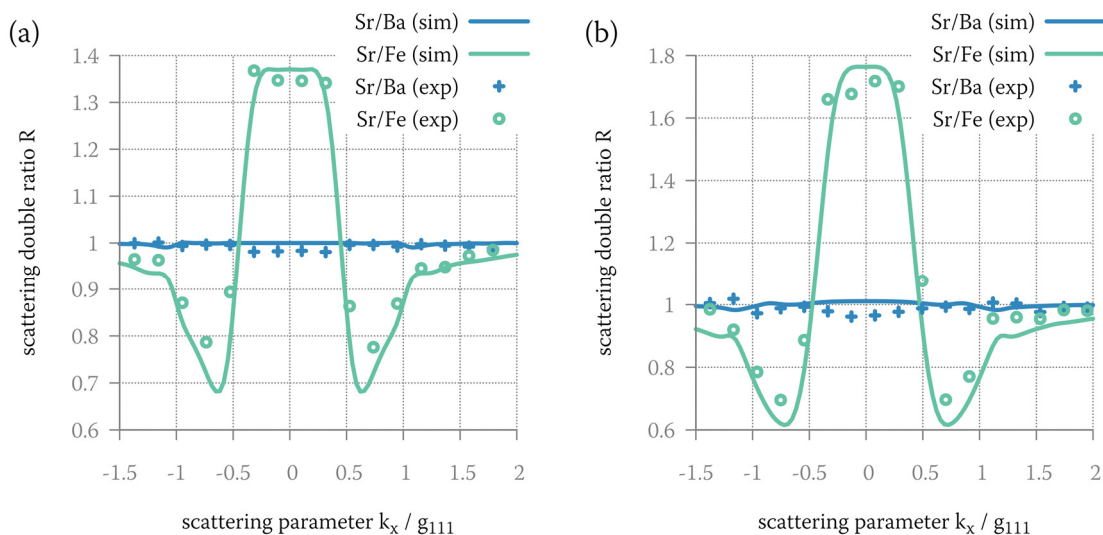 (a)
Sr/Ba (sim)
Sr/Fe (sim)
Sr/Ba (exp)
Sr/Fe (exp)
scattering double ratio R
1.4
1.3
1.2
1.1
1
0.9
0.8
0.7
0.6
-1.5 -1 -0.5 0 0.5 1 1.5 2
scattering parameter kₓ / g₁₁₁
(b)
Sr/Ba (sim)
Sr/Fe (sim)
Sr/Ba (exp)
Sr/Fe (exp)
scattering double ratio R
1.8
1.6
1.4
1.2
1
0.8
0.6
-1.5 -1 -0.5 0 0.5 1 1.5 2
scattering parameter kₓ / g₁₁₁